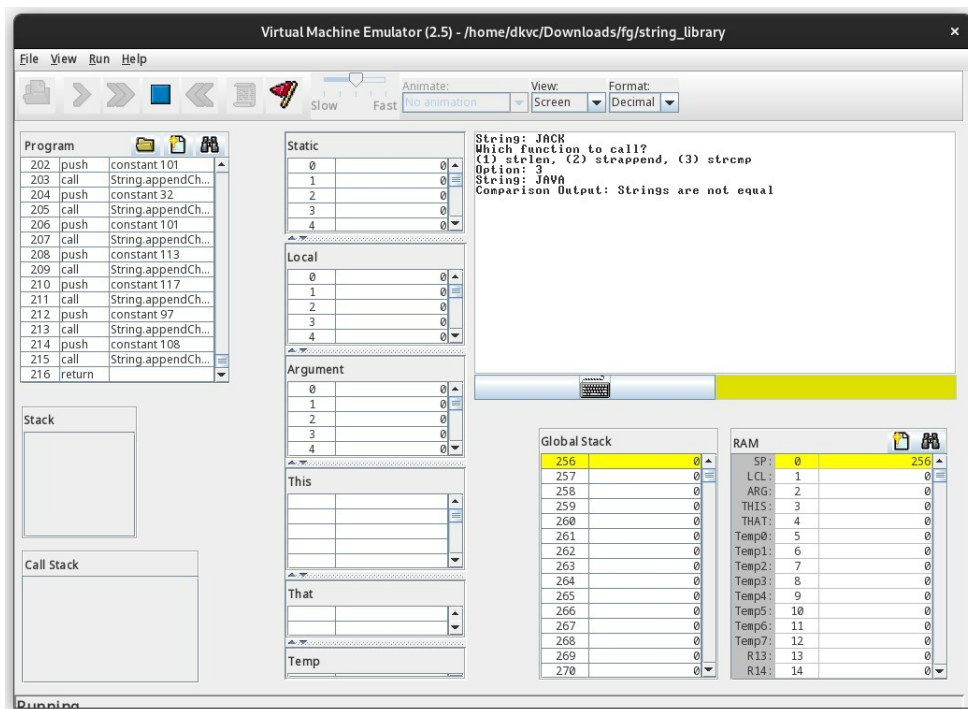 Virtual Machine Emulator (2.5) - /home/dkvc/Downloads/fg/string_library
×
File View Run Help
Slow Fast
Animate:
No animation
View:
Screen
Format:
Decimal
Program
202 push constant 101
203 call String.appendCh...
204 push constant 32
205 call String.appendCh...
206 push constant 101
207 call String.appendCh...
208 push constant 113
209 call String.appendCh...
210 push constant 117
211 call String.appendCh...
212 push constant 97
213 call String.appendCh...
214 push constant 108
215 call String.appendCh...
216 return
Stack
Call Stack
Static
0 0
1 0
2 0
3 0
4 0
Local
0 0
1 0
2 0
3 0
4 0
Argument
0 0
1 0
2 0
3 0
4 0
This
That
Temp
String: JACK
Which function to call?
(1) strlen, (2) strappend, (3) strcmp
Option: 3
String: JAVA
Comparison Output: Strings are not equal
Global Stack
256 0
257 0
258 0
259 0
260 0
261 0
262 0
263 0
264 0
265 0
266 0
267 0
268 0
269 0
270 0
RAM
SP: 0 256
LCL: 1 0
ARG: 2 0
THIS: 3 0
THAT: 4 0
Temp0: 5 0
Temp1: 6 0
Temp2: 7 0
Temp3: 8 0
Temp4: 9 0
Temp5: 10 0
Temp6: 11 0
Temp7: 12 0
R13: 13 0
R14: 14 0
Running